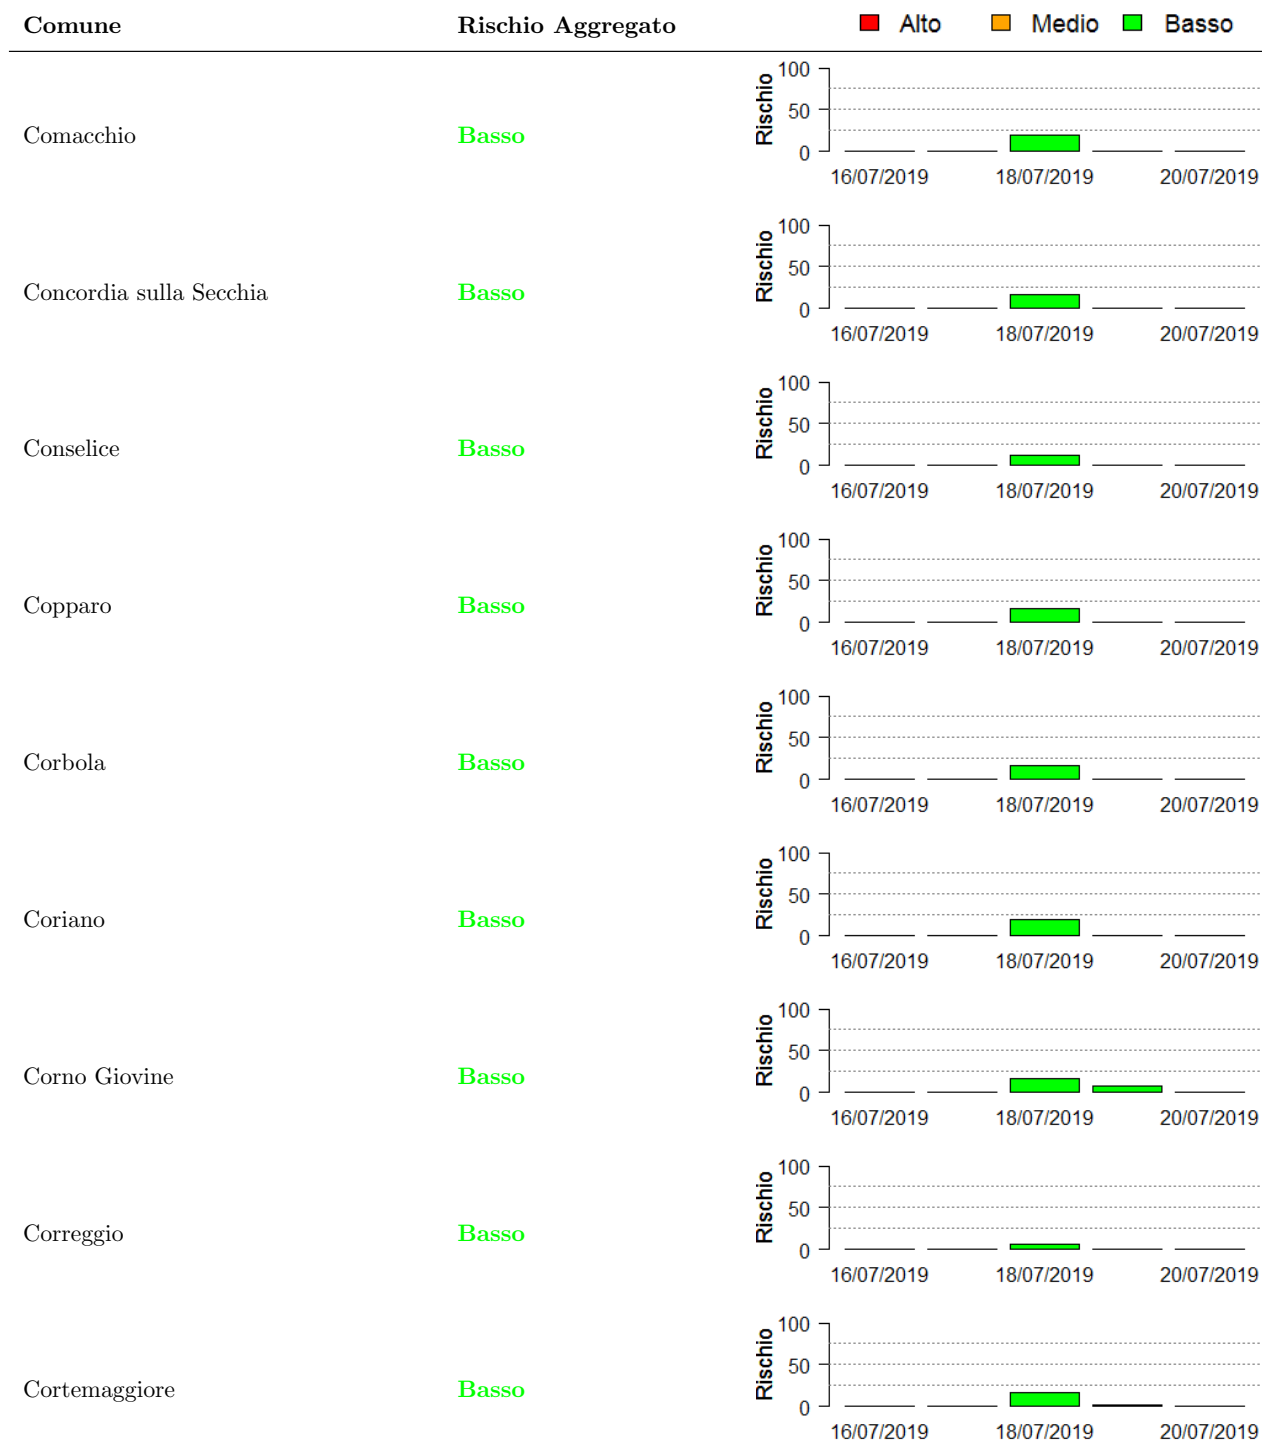 Comune Rischio Aggregato Alto Medio Basso
Comacchio Basso Rischio 100 50 0
16/07/2019 18/07/2019 20/07/2019
Concordia sulla Secchia Basso Rischio 100 50 0
16/07/2019 18/07/2019 20/07/2019
Conselice Basso Rischio 100 50 0
16/07/2019 18/07/2019 20/07/2019
Copparo Basso Rischio 100 50 0
16/07/2019 18/07/2019 20/07/2019
Corbola Basso Rischio 100 50 0
16/07/2019 18/07/2019 20/07/2019
Coriano Basso Rischio 100 50 0
16/07/2019 18/07/2019 20/07/2019
Corno Giovine Basso Rischio 100 50 0
16/07/2019 18/07/2019 20/07/2019
Correggio Basso Rischio 100 50 0
16/07/2019 18/07/2019 20/07/2019
Cortemaggiore Basso Rischio 100 50 0
16/07/2019 18/07/2019 20/07/2019